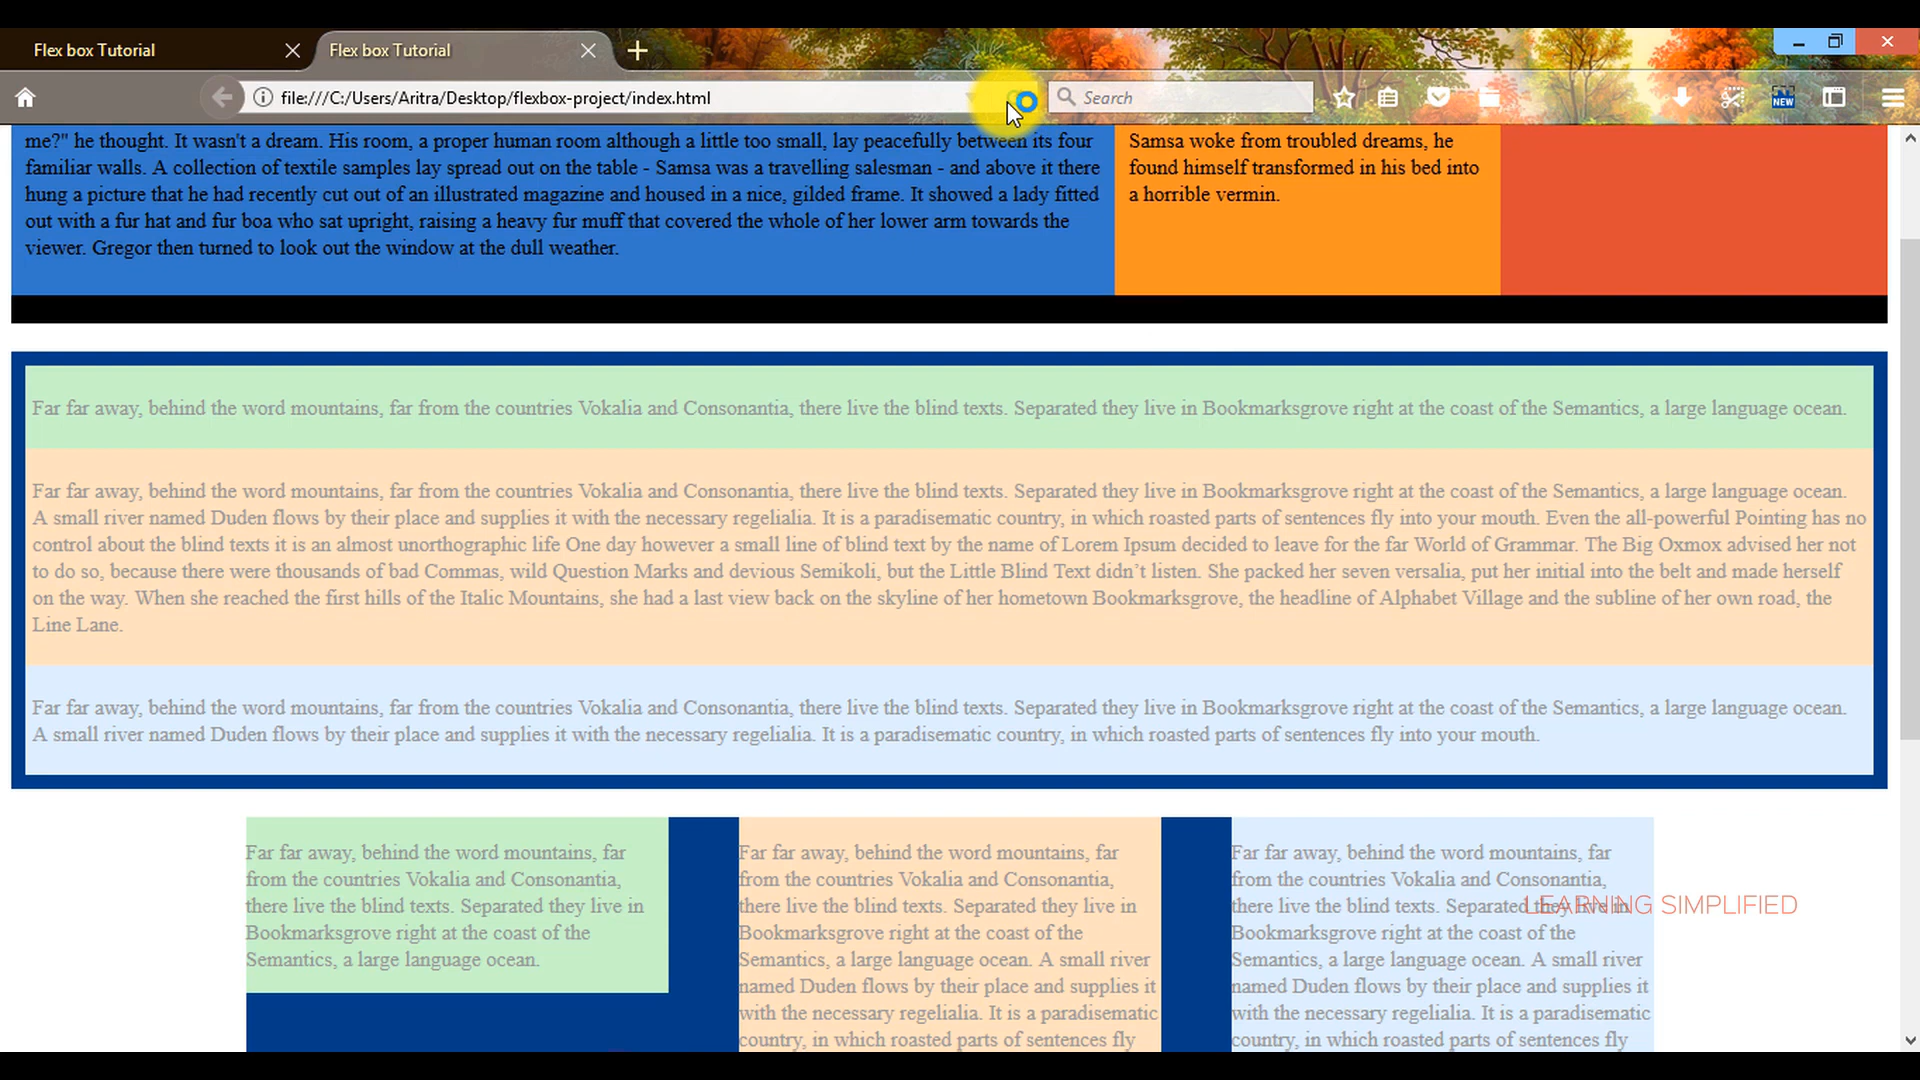 Flex box Tutorial
Flex box Tutorial
file:///C:/Users/Aritra/Desktop/flexbox-project/index.html
Search
NEW
me?" he thought. It wasn't a dream. His room, a proper human room although a little too small, lay peacefully between its four
familiar walls. A collection of textile samples lay spread out on the table - Samsa was a travelling salesman - and above it there
hung a picture that he had recently cut out of an illustrated magazine and housed in a nice, gilded frame. It showed a lady fitted
out with a fur hat and fur boa who sat upright, raising a heavy fur muff that covered the whole of her lower arm towards the
viewer. Gregor then turned to look out the window at the dull weather.
Samsa woke from troubled dreams, he
found himself transformed in his bed into
a horrible vermin.
Far far away, behind the word mountains, far from the countries Vokalia and Consonantia, there live the blind texts. Separated they live in Bookmarksgrove right at the coast of the Semantics, a large language ocean.
Far far away, behind the word mountains, far from the countries Vokalia and Consonantia, there live the blind texts. Separated they live in Bookmarksgrove right at the coast of the Semantics, a large language ocean.
A small river named Duden flows by their place and supplies it with the necessary regelialia. It is a paradisematic country, in which roasted parts of sentences fly into your mouth. Even the all-powerful Pointing has no
control about the blind texts it is an almost unorthographic life One day however a small line of blind text by the name of Lorem Ipsum decided to leave for the far World of Grammar. The Big Oxmox advised her not
to do so, because there were thousands of bad Commas, wild Question Marks and devious Semikoli, but the Little Blind Text didn’t listen. She packed her seven versalia, put her initial into the belt and made herself
on the way. When she reached the first hills of the Italic Mountains, she had a last view back on the skyline of her hometown Bookmarksgrove, the headline of Alphabet Village and the subline of her own road, the
Line Lane.
Far far away, behind the word mountains, far from the countries Vokalia and Consonantia, there live the blind texts. Separated they live in Bookmarksgrove right at the coast of the Semantics, a large language ocean.
A small river named Duden flows by their place and supplies it with the necessary regelialia. It is a paradisematic country, in which roasted parts of sentences fly into your mouth.
Far far away, behind the word mountains, far
from the countries Vokalia and Consonantia,
there live the blind texts. Separated they live in
Bookmarksgrove right at the coast of the
Semantics, a large language ocean.
Far far away, behind the word mountains, far
from the countries Vokalia and Consonantia,
there live the blind texts. Separated they live in
Bookmarksgrove right at the coast of the
Semantics, a large language ocean. A small river
named Duden flows by their place and supplies it
with the necessary regelialia. It is a paradisematic
country, in which roasted parts of sentences fly
Far far away, behind the word mountains, far
from the countries Vokalia and Consonantia,
there live the blind texts. Separated they live in
Bookmarksgrove right at the coast of the
Semantics, a large language ocean. A small river
named Duden flows by their place and supplies it
with the necessary regelialia. It is a paradisematic
country, in which roasted parts of sentences fly
LEARNING SIMPLIFIED